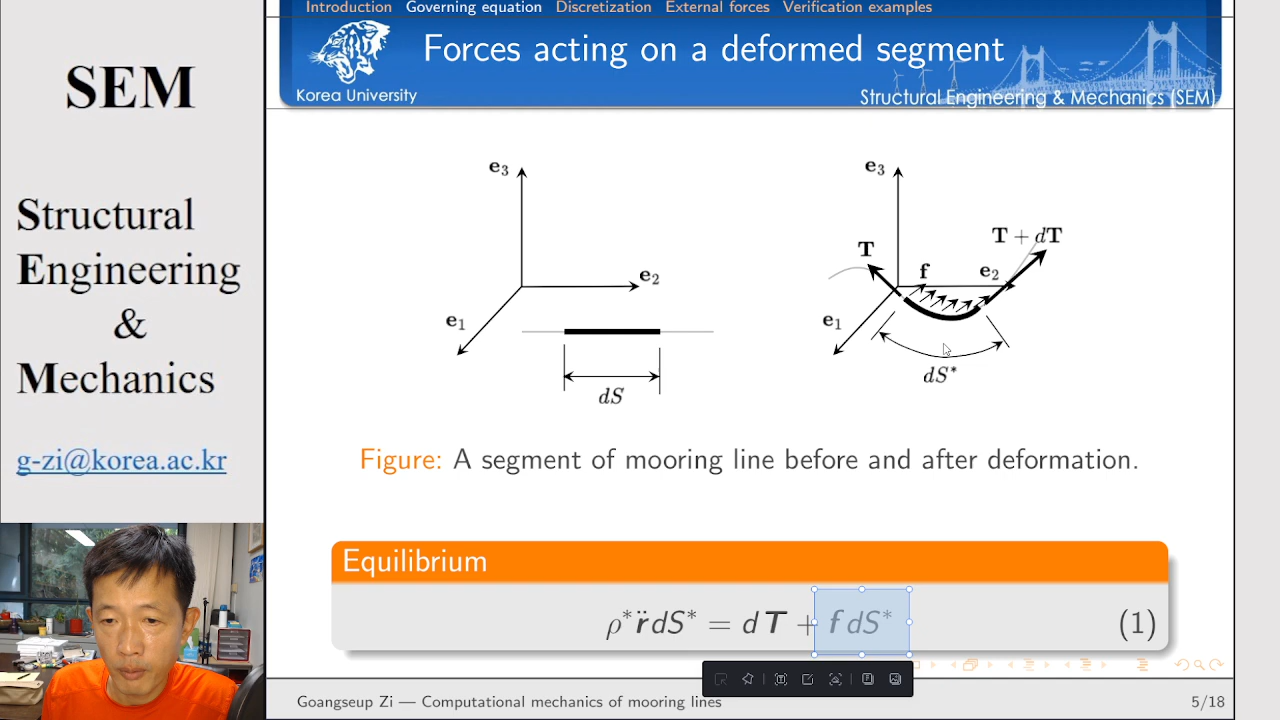 Introduction Governing equation Discretization External forces Verification examples
Forces acting on a deformed segment
Korea University
Structural Engineering & Mechanics (SEM)
SEM
Structural
Engineering
&
Mechanics
g-zi@korea.ac.kr
e₃
e₂
e₁
dS
e₃
T + dT
T
f
e₂
e₁
dS*
Figure: A segment of mooring line before and after deformation.
Equilibrium
ρ*r̈dS* = dT + f dS* (1)
Goangseup Zi — Computational mechanics of mooring lines 5/18